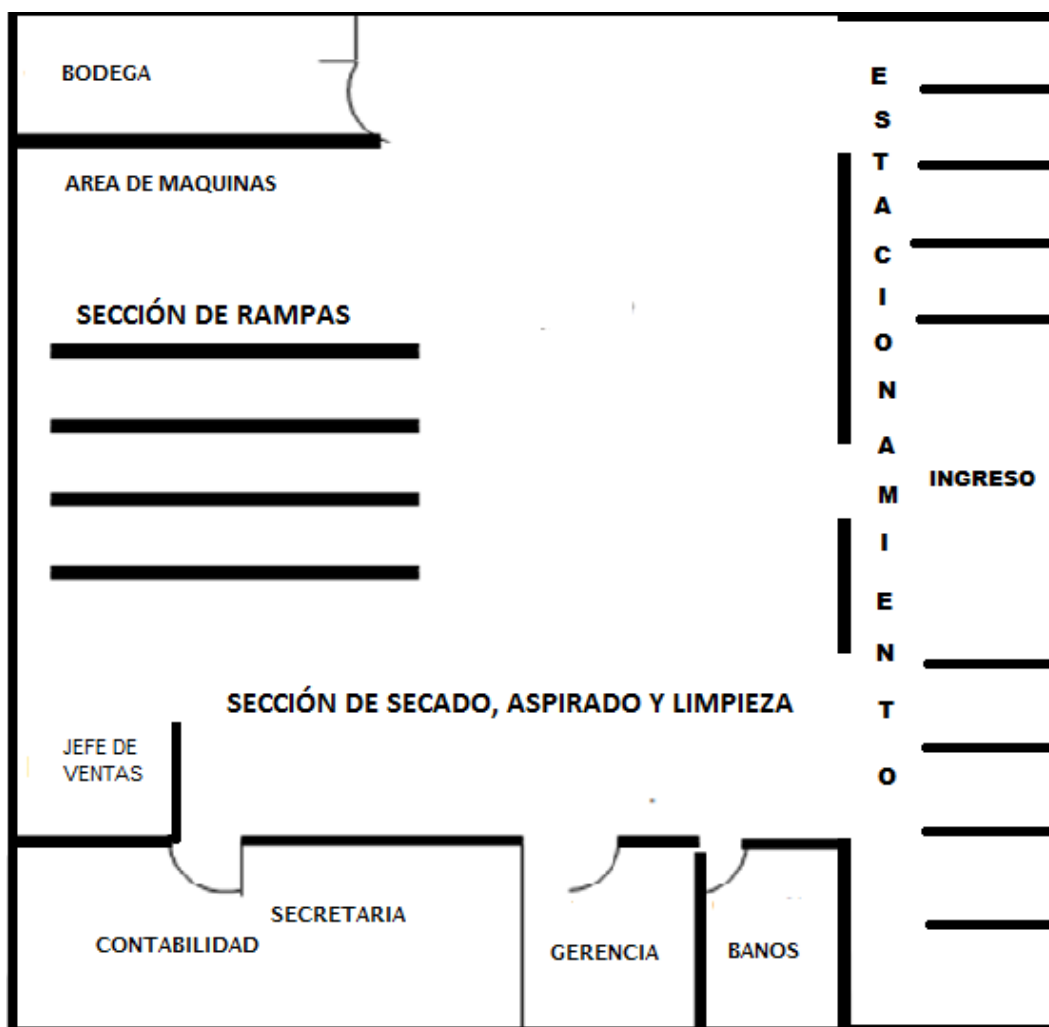 BODEGA
AREA DE MAQUINAS
SECCIÓN DE RAMPAS
ESTACIONAMIENTO
INGRESO
SECCIÓN DE SECADO, ASPIRADO Y LIMPIEZA
JEFE DE
VENTAS
SECRETARIA
CONTABILIDAD
GERENCIA
BANOS